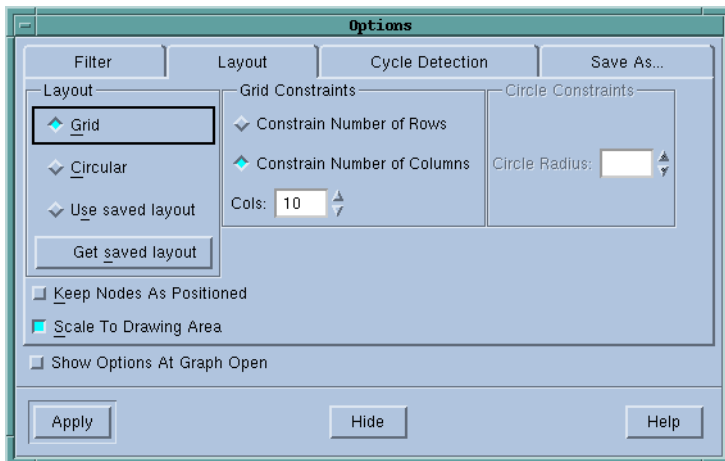 Options
Filter
Layout
Cycle Detection
Save As...
Layout
Grid Constraints
Circle Constraints
Grid
Constrain Number of Rows
Circular
Constrain Number of Columns
Circle Radius:
Use saved layout
Cols: 10
Get saved layout
Keep Nodes As Positioned
Scale To Drawing Area
Show Options At Graph Open
Apply
Hide
Help